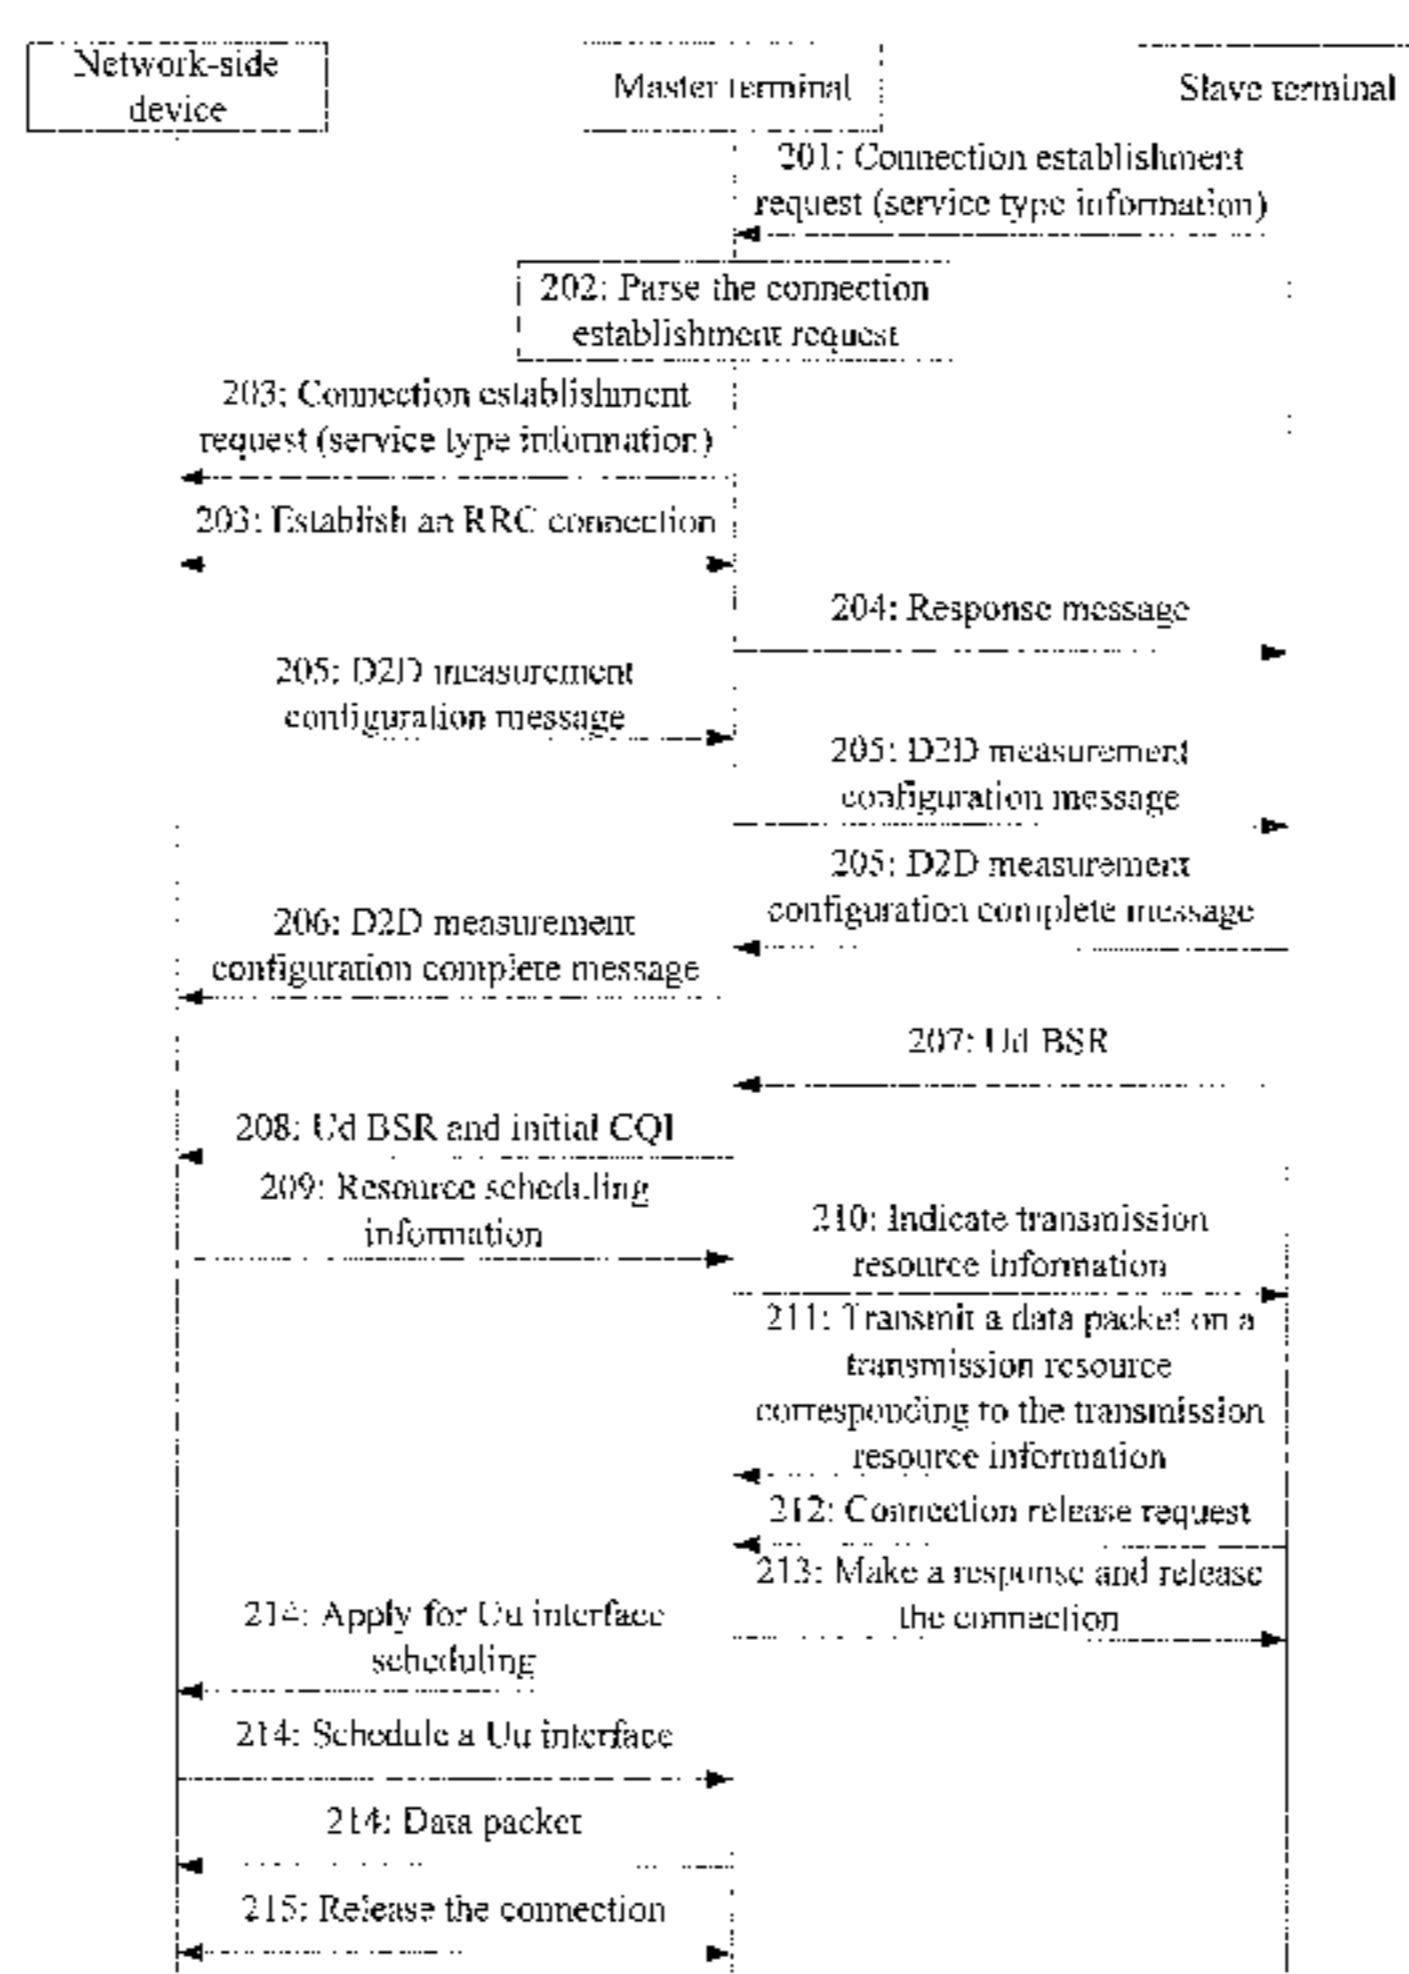 Network-side
device
Master terminal
Slave terminal
201: Connection establishment
request (service type information)
202: Parse the connection
establishment request
203: Connection establishment
request (service type information)
203: Establish an RRC connection
204: Response message
205: D2D measurement
configuration message
205: D2D measurement
configuration message
205: D2D measurement
configuration complete message
206: D2D measurement
configuration complete message
207: Ud BSR
208: Ud BSR and initial CQI
209: Resource scheduling
information
210: Indicate transmission
resource information
211: Transmit a data packet on a
transmission resource
corresponding to the transmission
resource information
212: Connection release request
213: Make a response and release
the connection
214: Apply for Uu interface
scheduling
214: Schedule a Uu interface
214: Data packet
215: Release the connection